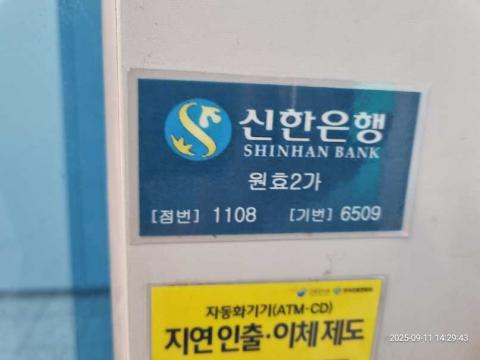 신한은행
SHINHAN BANK
원효2가
[점번] 1108 [기번] 6509
자동화기기(ATM·CD)
지연인출·이체제도
2025-09-11 14:29:43